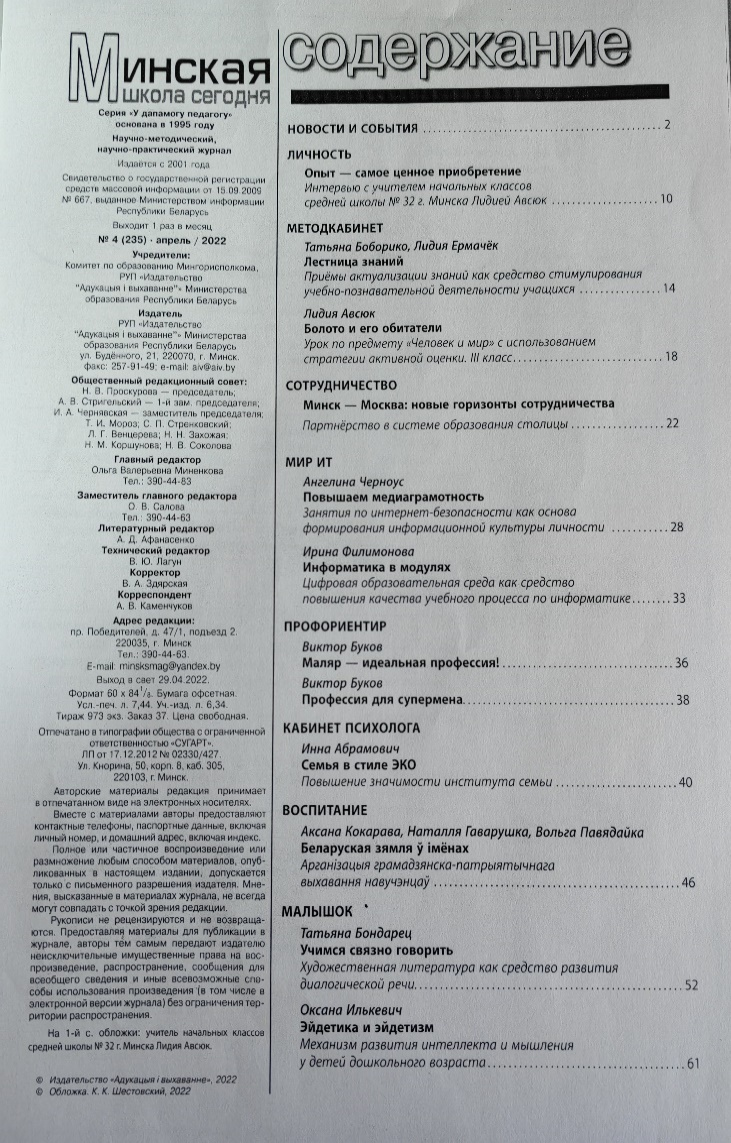 Минская
школа сегодня
Серия «У дапамогу педагогу»
основана в 1995 году
Научно-методический,
научно-практический журнал
Издается с 2001 года
Свидетельство о государственной регистрации
средств массовой информации от 15.09.2009
№ 667, выданное Министерством информации
Республики Беларусь
Выходит 1 раз в месяц
№ 4 (235) · апрель / 2022
Учредители:
Комитет по образованию Мингорисполкома,
РУП «Издательство
"Адукацыя і выхаванне"» Министерства
образования Республики Беларусь
Издатель
РУП «Издательство
"Адукацыя і выхаванне"» Министерства
образования Республики Беларусь
ул. Будённого, 21, 220070, г. Минск.
факс: 257-91-49; e-mail: aiv@aiv.by
Общественный редакционный совет:
Н. В. Проскурова — председатель;
А. В. Стригельский — 1-й зам. председателя;
И. А. Чернявская — заместитель председателя;
Т. И. Мороз; С. П. Стренковский;
Л. Г. Венцерева; Н. Н. Захожая;
Н. М. Коршунова; Н. В. Соколова
Главный редактор
Ольга Валерьевна Миненкова
Тел.: 390-44-83
Заместитель главного редактора
О. В. Салова
Тел.: 390-44-63
Литературный редактор
А. Д. Афанасенко
Технический редактор
В. Ю. Лагун
Корректор
В. А. Здярская
Корреспондент
А. В. Каменчуков
Адрес редакции:
пр. Победителей, д. 47/1, подъезд 2.
220035, г. Минск
Тел.: 390-44-63.
E-mail: minsksmag@yandex.by
Выход в свет 29.04.2022.
Формат 60 x 84 1/8. Бумага офсетная.
Усл.-печ. л. 7,44. Уч.-изд. л. 6,34.
Тираж 973 экз. Заказ 37. Цена свободная.
Отпечатано в типографии общества с ограниченной
ответственностью «СУГАРТ».
ЛП от 17.12.2012 № 02330/427.
Ул. Кнорина, 50, корп. 8, каб. 305,
220103, г. Минск.
Авторские материалы редакция принимает
в отпечатанном виде на электронных носителях.
Вместе с материалами авторы предоставляют
контактные телефоны, паспортные данные, включая
личный номер, и домашний адрес, включая индекс.
Полное или частичное воспроизведение или
размножение любым способом материалов, опуб-
ликованных в настоящем издании, допускается
только с письменного разрешения издателя. Мне-
ния, высказанные в материалах журнала, не всегда
могут совпадать с точкой зрения редакции.
Рукописи не рецензируются и не возвраща-
ются. Предоставляя материалы для публикации в
журнале, авторы тем самым передают издателю
неисключительные имущественные права на вос-
произведение, распространение, сообщения для
всеобщего сведения и иные всевозможные спо-
собы использования произведения (в том числе в
электронной версии журнала) без ограничения тер-
ритории распространения.
На 1-й с. обложки: учитель начальных классов
средней школы № 32 г. Минска Лидия Авсюк.
© Издательство «Адукацыя і выхаванне», 2022
© Обложка. К. К. Шестовский, 2022
содержание
НОВОСТИ И СОБЫТИЯ ........ 2
ЛИЧНОСТЬ
Опыт — самое ценное приобретение
Интервью с учителем начальных классов
средней школы № 32 г. Минска Лидией Авсюк ........ 10
МЕТОДКАБИНЕТ
Татьяна Боборико, Лидия Ермачёк
Лестница знаний
Приёмы актуализации знаний как средство стимулирования
учебно-познавательной деятельности учащихся ........ 14
Лидия Авсюк
Болото и его обитатели
Урок по предмету «Человек и мир» с использованием
стратегии активной оценки. III класс ........ 18
СОТРУДНИЧЕСТВО
Минск — Москва: новые горизонты сотрудничества
Партнёрство в системе образования столицы ........ 22
МИР ИТ
Ангелина Черноус
Повышаем медиаграмотность
Занятия по интернет-безопасности как основа
формирования информационной культуры личности ........ 28
Ирина Филимонова
Информатика в модулях
Цифровая образовательная среда как средство
повышения качества учебного процесса по информатике ........ 33
ПРОФОРИЕНТИР
Виктор Буков
Маляр — идеальная профессия! ........ 36
Виктор Буков
Профессия для супермена ........ 38
КАБИНЕТ ПСИХОЛОГА
Инна Абрамович
Семья в стиле ЭКО
Повышение значимости института семьи ........ 40
ВОСПИТАНИЕ
Аксана Кокарава, Наталля Гаварушка, Вольга Павядайка
Беларуская зямля ў імёнах
Арганізацыя грамадзянска-патрыятычнага
выхавання навучэнцаў ........ 46
МАЛЫШОК
Татьяна Бондарец
Учимся связно говорить
Художественная литература как средство развития
диалогической речи ........ 52
Оксана Илькевич
Эйдетика и эйдетизм
Механизм развития интеллекта и мышления
у детей дошкольного возраста ........ 61